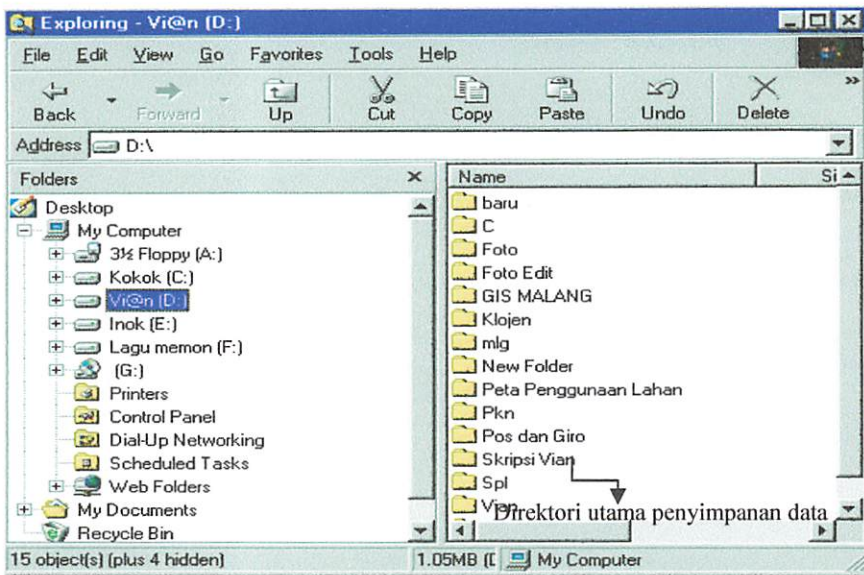 Exploring - Vi@n (D:)
File Edit View Go Favorites Tools Help
Back Forward Up Cut Copy Paste Undo Delete »
Address D:\
Folders
Desktop
My Computer
3½ Floppy (A:)
Kokok (C:)
Vi@n (D:)
Inok (E:)
Lagu memon (F:)
(G:)
Printers
Control Panel
Dial-Up Networking
Scheduled Tasks
Web Folders
My Documents
Recycle Bin
Name Si
baru
C
Foto
Foto Edit
GIS MALANG
Klojen
mlg
New Folder
Peta Penggunaan Lahan
Pkn
Pos dan Giro
Skripsi Vian
Spl
Vian
Direktori utama penyimpanan data
15 object(s) (plus 4 hidden) 1.05MB (D My Computer